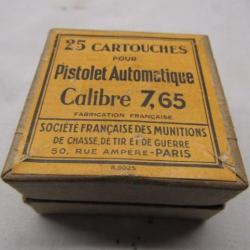 25 CARTOUCHES
POUR
Pistolet Automatique
Calibre 7,65
FABRICATION FRANÇAISE
SOCIÉTÉ FRANÇAISE DES MUNITIONS
DE CHASSE, DE TIR ET DE GUERRE
50, RUE AMPÈRE-PARIS